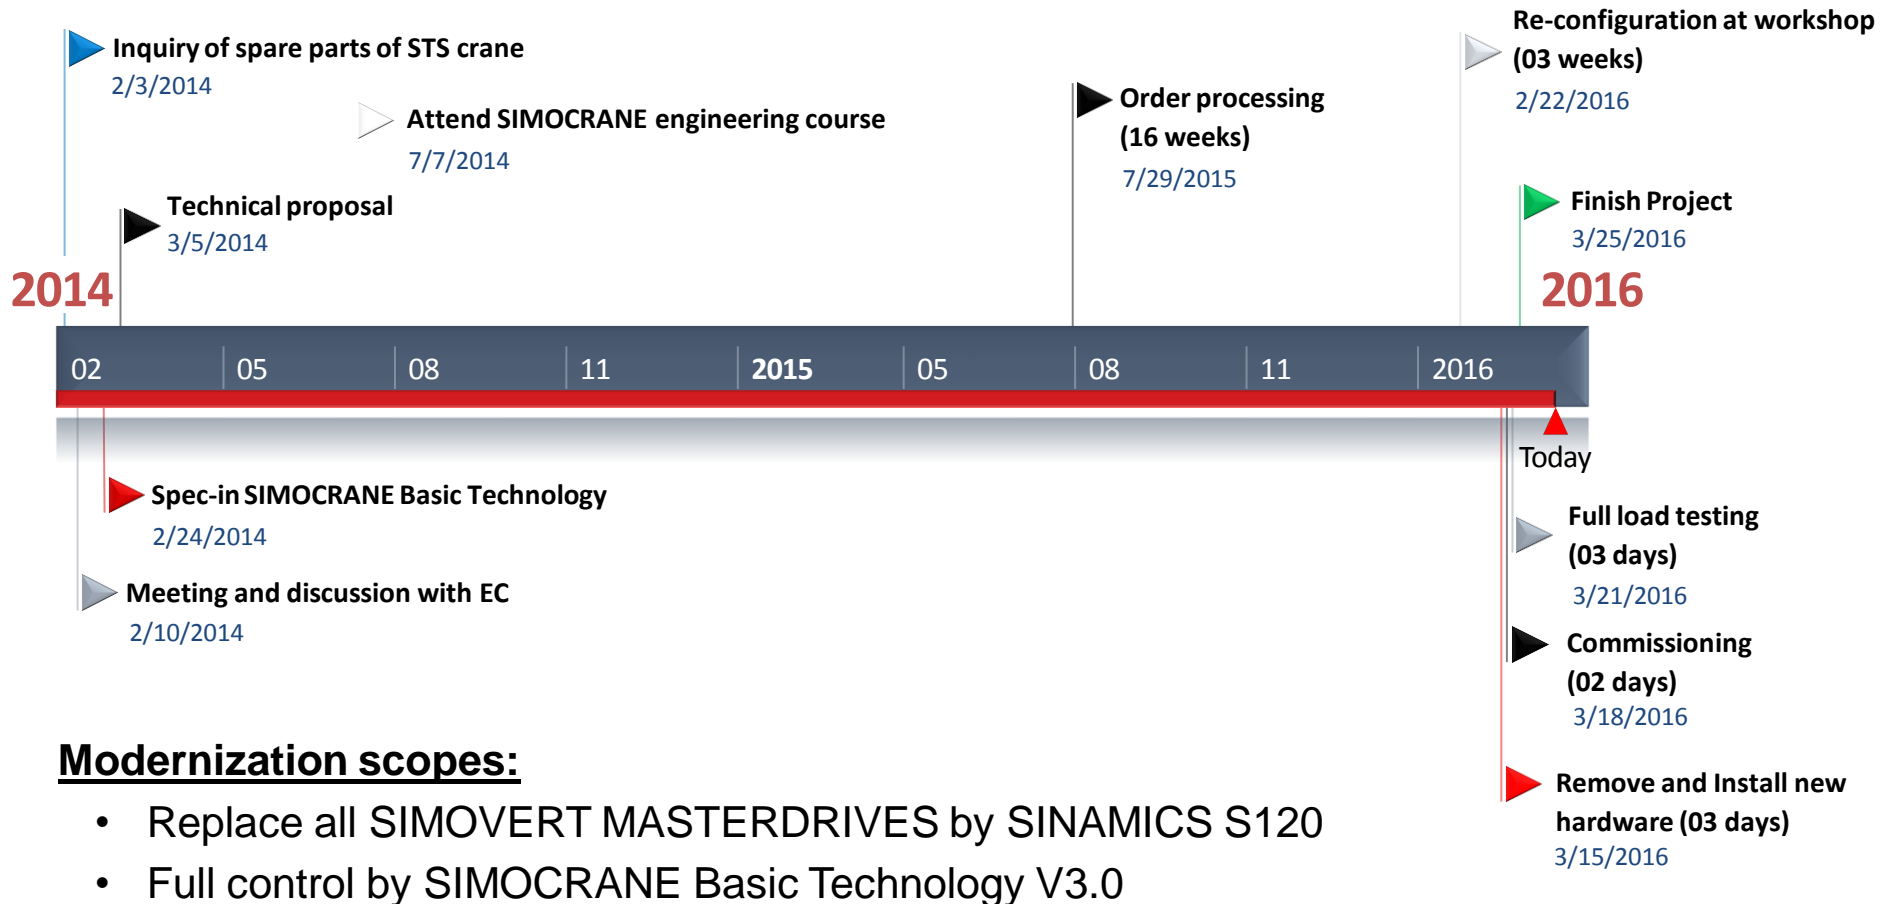 Inquiry of spare parts of STS crane
2/3/2014
Attend SIMOCRANE engineering course
7/7/2014
Technical proposal
3/5/2014
Order processing
(16 weeks)
7/29/2015
Re-configuration at workshop
(03 weeks)
2/22/2016
Finish Project
3/25/2016
2014
2016
02 05 08 11 2015 05 08 11 2016
Today
Spec-in SIMOCRANE Basic Technology
2/24/2014
Meeting and discussion with EC
2/10/2014
Full load testing
(03 days)
3/21/2016
Commissioning
(02 days)
3/18/2016
Remove and Install new
hardware (03 days)
3/15/2016
Modernization scopes:
• Replace all SIMOVERT MASTERDRIVES by SINAMICS S120
• Full control by SIMOCRANE Basic Technology V3.0